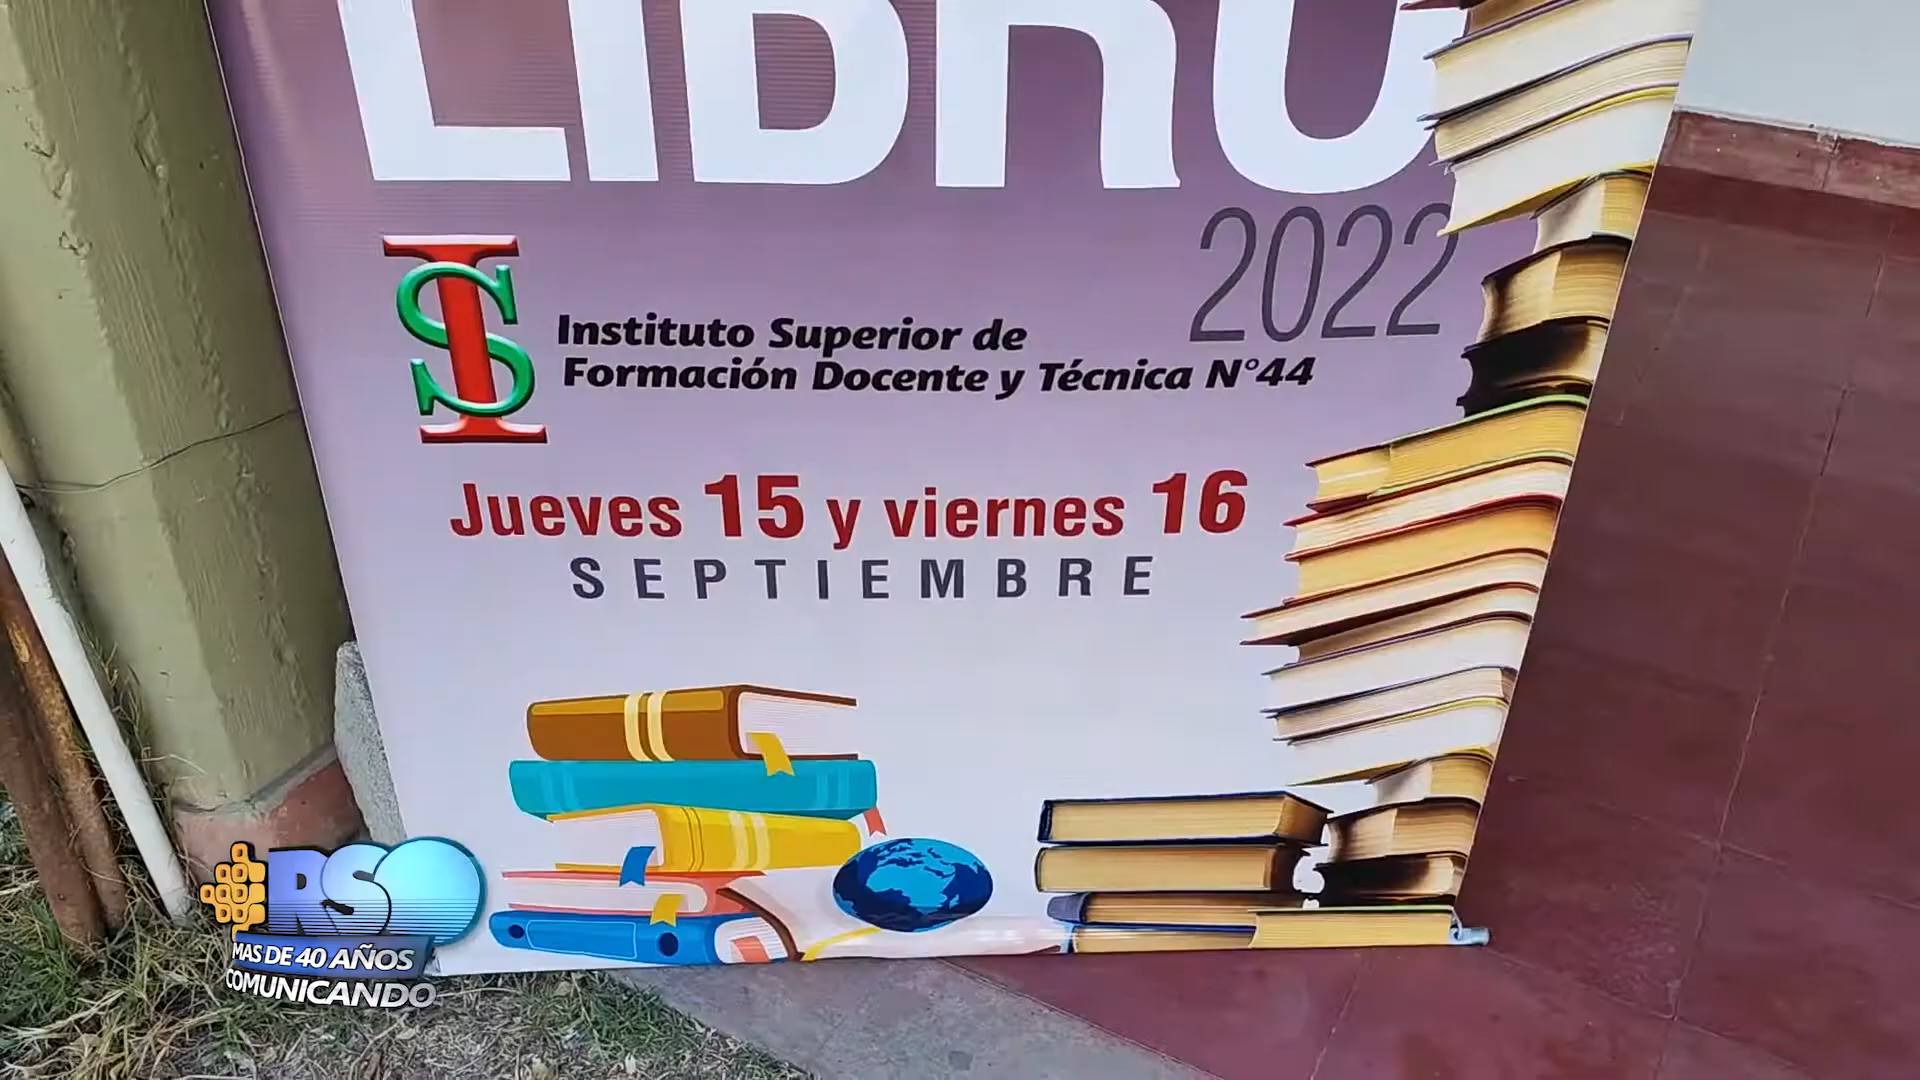 LIBRO
2022
IS
Instituto Superior de
Formación Docente y Técnica N°44
Jueves 15 y viernes 16
SEPTIEMBRE
RSO
MAS DE 40 AÑOS
COMUNICANDO